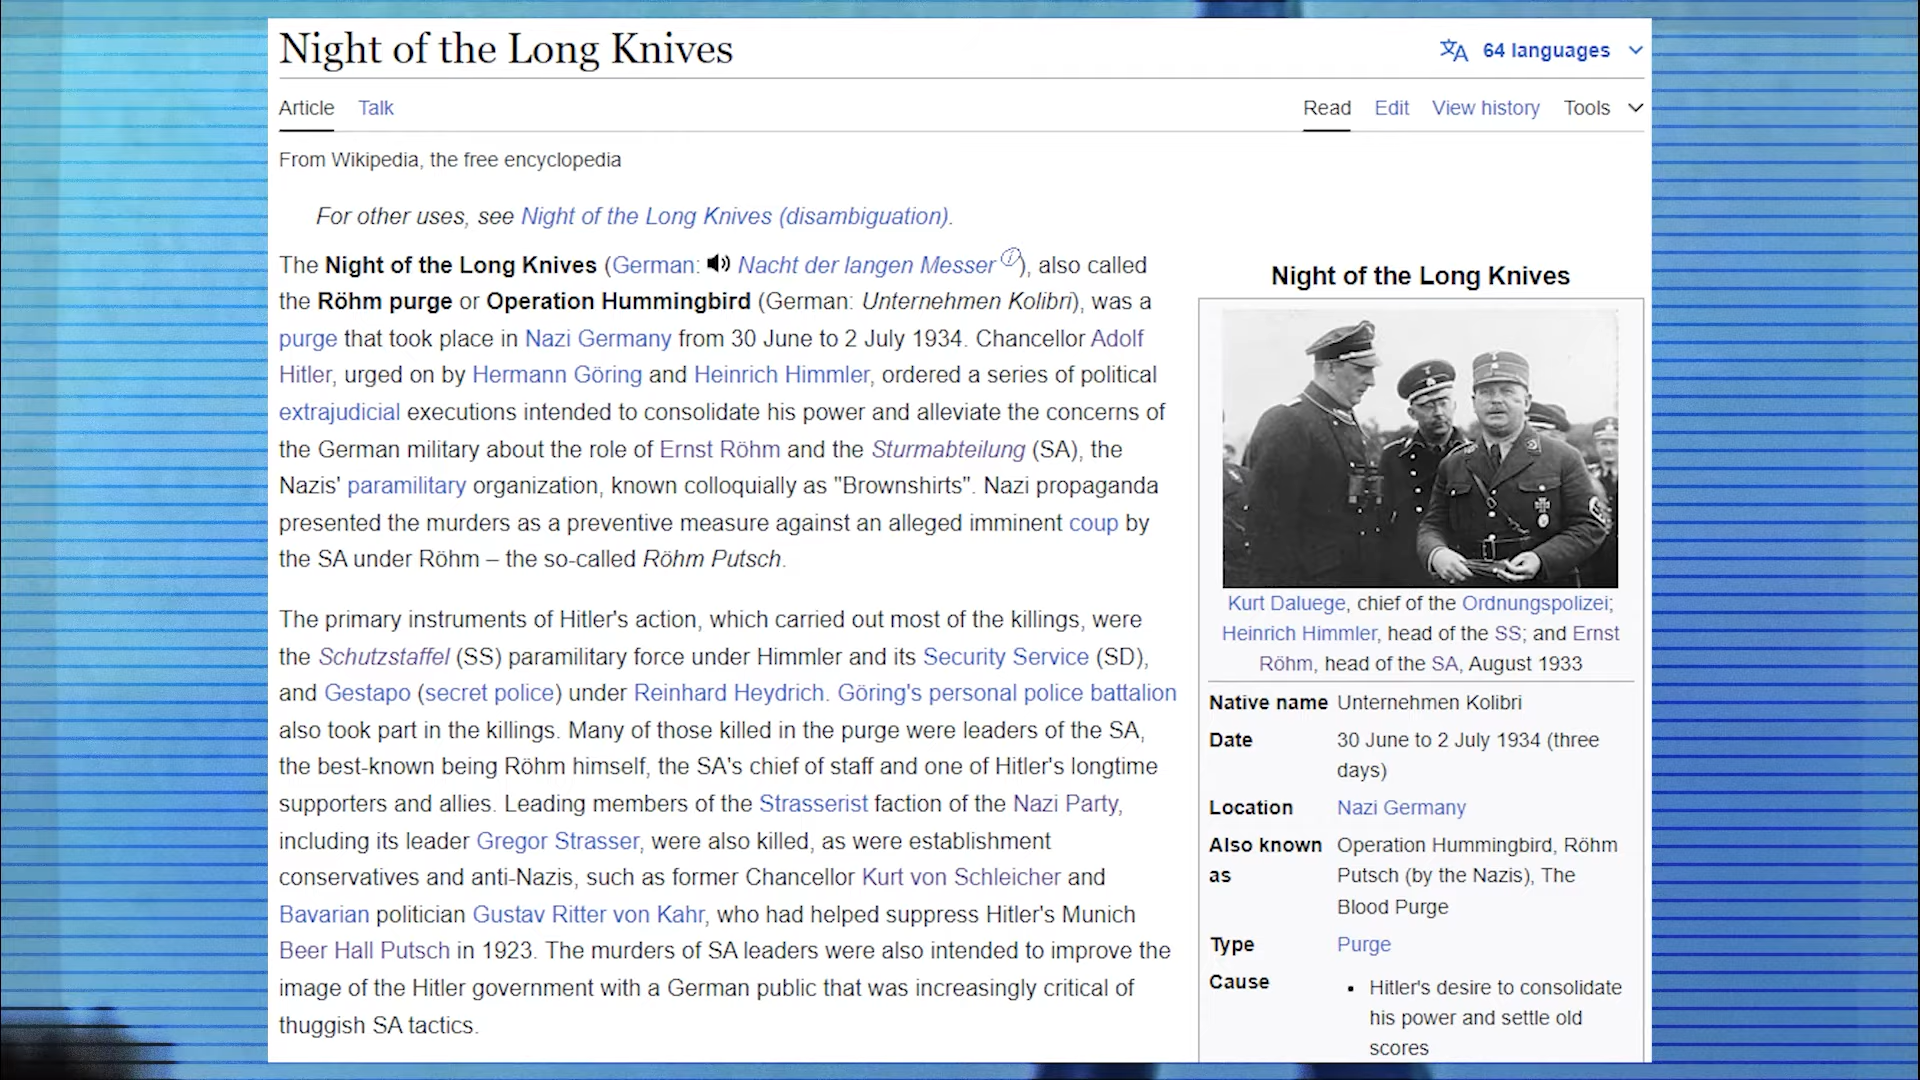 Night of the Long Knives
64 languages
Article Talk
Read Edit View history Tools
From Wikipedia, the free encyclopedia
For other uses, see Night of the Long Knives (disambiguation).
The Night of the Long Knives (German: Nacht der langen Messer), also called
the Röhm purge or Operation Hummingbird (German: Unternehmen Kolibri), was a
purge that took place in Nazi Germany from 30 June to 2 July 1934. Chancellor Adolf
Hitler, urged on by Hermann Göring and Heinrich Himmler, ordered a series of political
extrajudicial executions intended to consolidate his power and alleviate the concerns of
the German military about the role of Ernst Röhm and the Sturmabteilung (SA), the
Nazis' paramilitary organization, known colloquially as "Brownshirts". Nazi propaganda
presented the murders as a preventive measure against an alleged imminent coup by
the SA under Röhm – the so-called Röhm Putsch.
The primary instruments of Hitler's action, which carried out most of the killings, were
the Schutzstaffel (SS) paramilitary force under Himmler and its Security Service (SD),
and Gestapo (secret police) under Reinhard Heydrich. Göring's personal police battalion
also took part in the killings. Many of those killed in the purge were leaders of the SA,
the best-known being Röhm himself, the SA's chief of staff and one of Hitler's longtime
supporters and allies. Leading members of the Strasserist faction of the Nazi Party,
including its leader Gregor Strasser, were also killed, as were establishment
conservatives and anti-Nazis, such as former Chancellor Kurt von Schleicher and
Bavarian politician Gustav Ritter von Kahr, who had helped suppress Hitler's Munich
Beer Hall Putsch in 1923. The murders of SA leaders were also intended to improve the
image of the Hitler government with a German public that was increasingly critical of
thuggish SA tactics.
Night of the Long Knives
Kurt Daluege, chief of the Ordnungspolizei;
Heinrich Himmler, head of the SS; and Ernst
Röhm, head of the SA, August 1933
Native name Unternehmen Kolibri
Date 30 June to 2 July 1934 (three
days)
Location Nazi Germany
Also known Operation Hummingbird, Röhm
as Putsch (by the Nazis), The
Blood Purge
Type Purge
Cause • Hitler's desire to consolidate
his power and settle old
scores